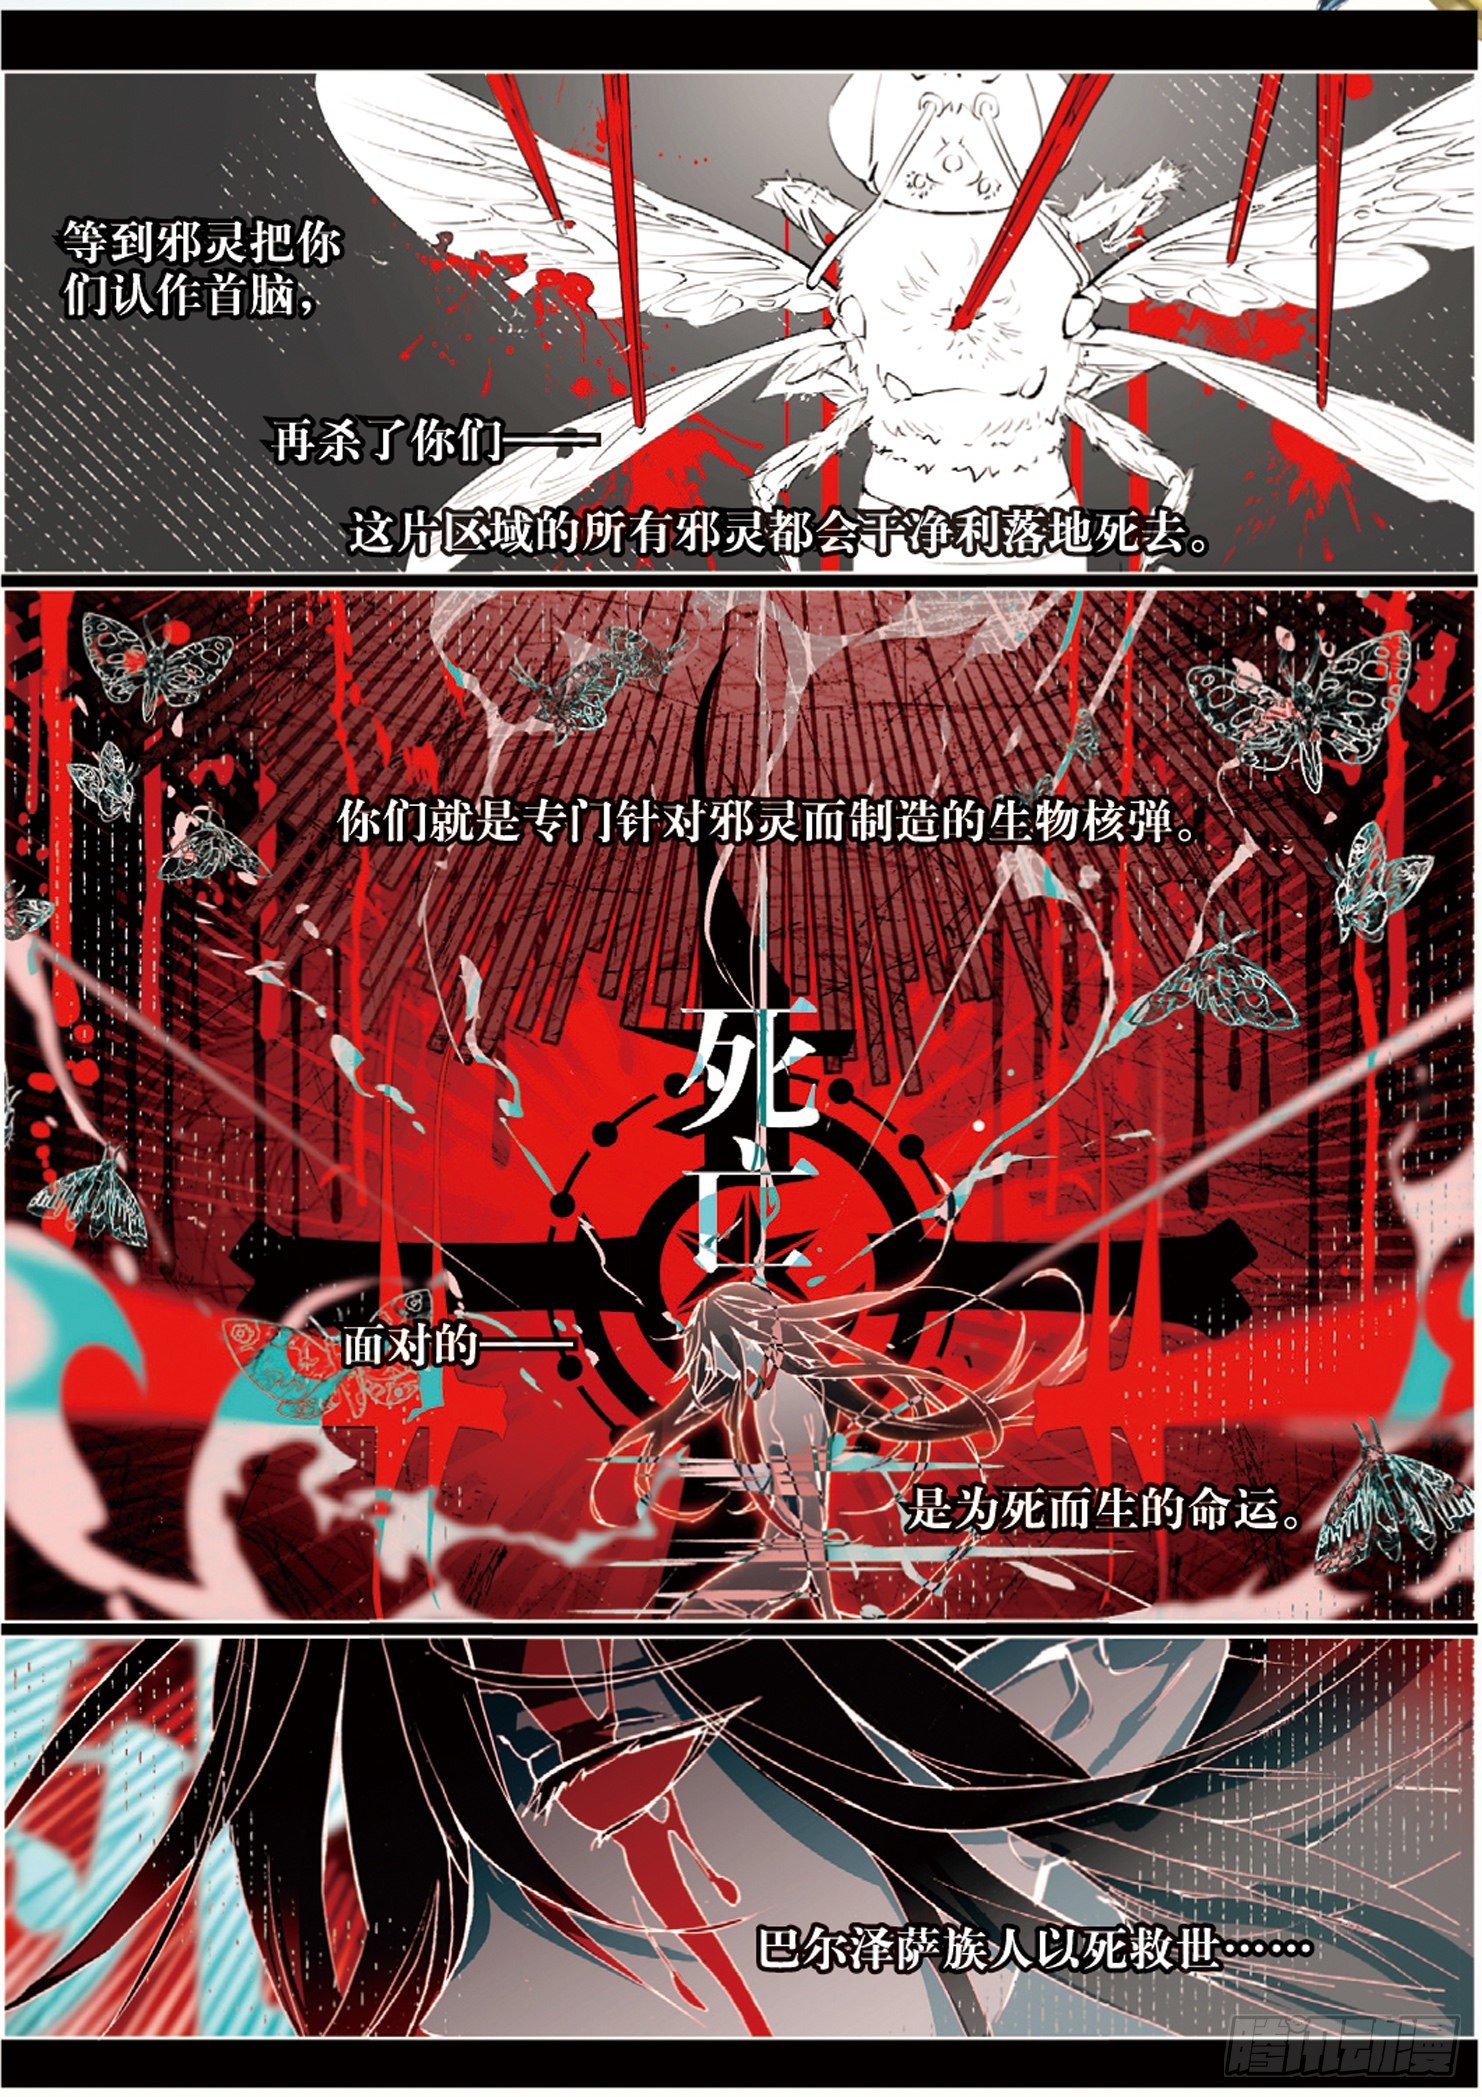 等到邪灵把你
们认作首脑，
再杀了你们——
这片区域的所有邪灵都会干净利落地死去。
你们就是专门针对邪灵而制造的生物核弹。
死亡
面对的——
是为死而生的命运。
巴尔泽萨族人以死救世……
腾讯动漫